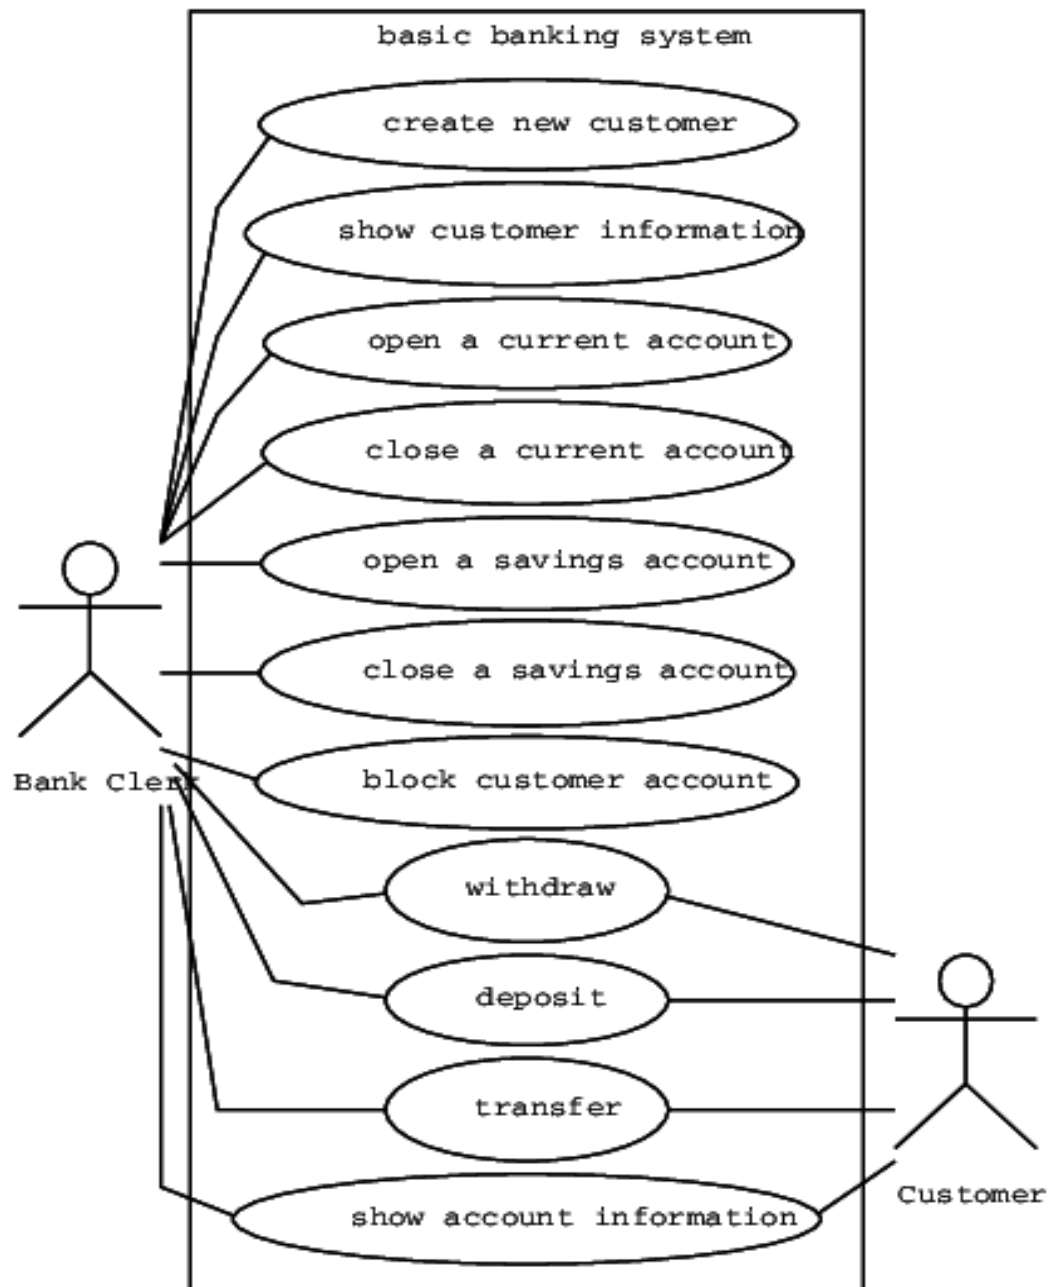 basic banking system
create new customer
show customer information
open a current account
close a current account
open a savings account
close a savings account
Bank Clerk
block customer account
withdraw
deposit
transfer
Customer
show account information